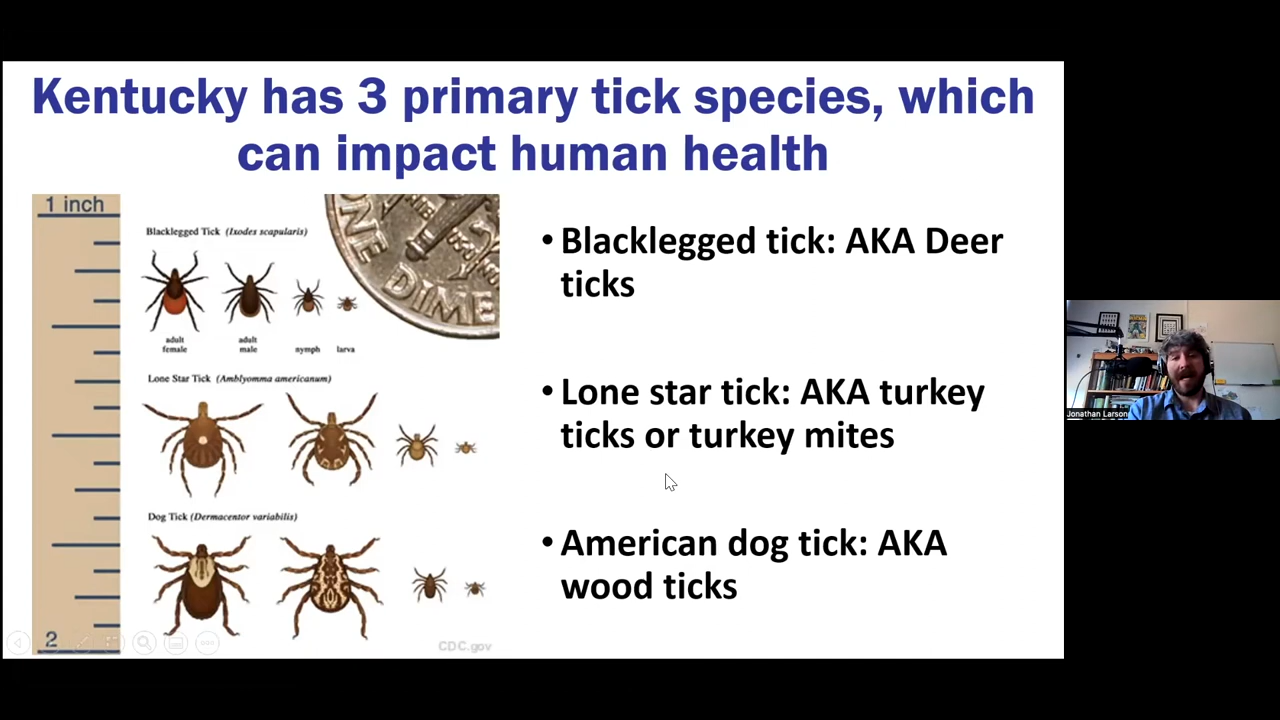 Kentucky has 3 primary tick species, which
can impact human health
1 inch
Blacklegged Tick (Ixodes scapularis)
ONE
DIME
adult
female
adult
male
nymph
larva
Lone Star Tick (Amblyomma americanum)
Dog Tick (Dermacentor variabilis)
2
CDC.gov
• Blacklegged tick: AKA Deer
ticks
• Lone star tick: AKA turkey
ticks or turkey mites
• American dog tick: AKA
wood ticks
Jonathan Larson